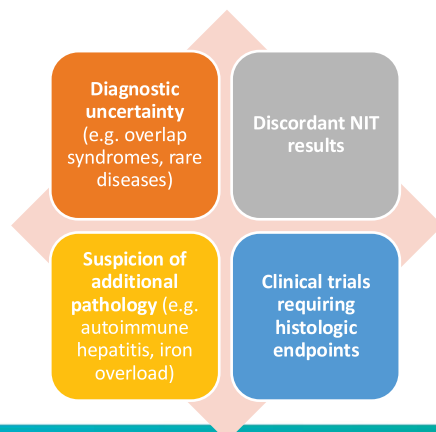 Diagnostic
uncertainty
(e.g. overlap
syndromes, rare
diseases)
Discordant NIT
results
Suspicion of
additional
pathology (e.g.
autoimmune
hepatitis, iron
overload)
Clinical trials
requiring
histologic
endpoints